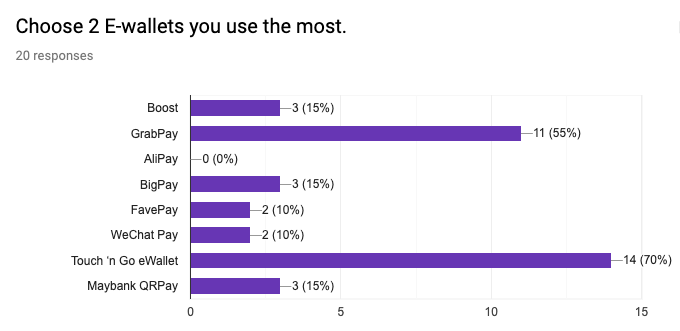 Choose 2 E-wallets you use the most.
20 responses
Boost 3 (15%)
GrabPay 11 (55%)
AliPay 0 (0%)
BigPay 3 (15%)
FavePay 2 (10%)
WeChat Pay 2 (10%)
Touch 'n Go eWallet 14 (70%)
Maybank QRPay 3 (15%)
0 5 10 15